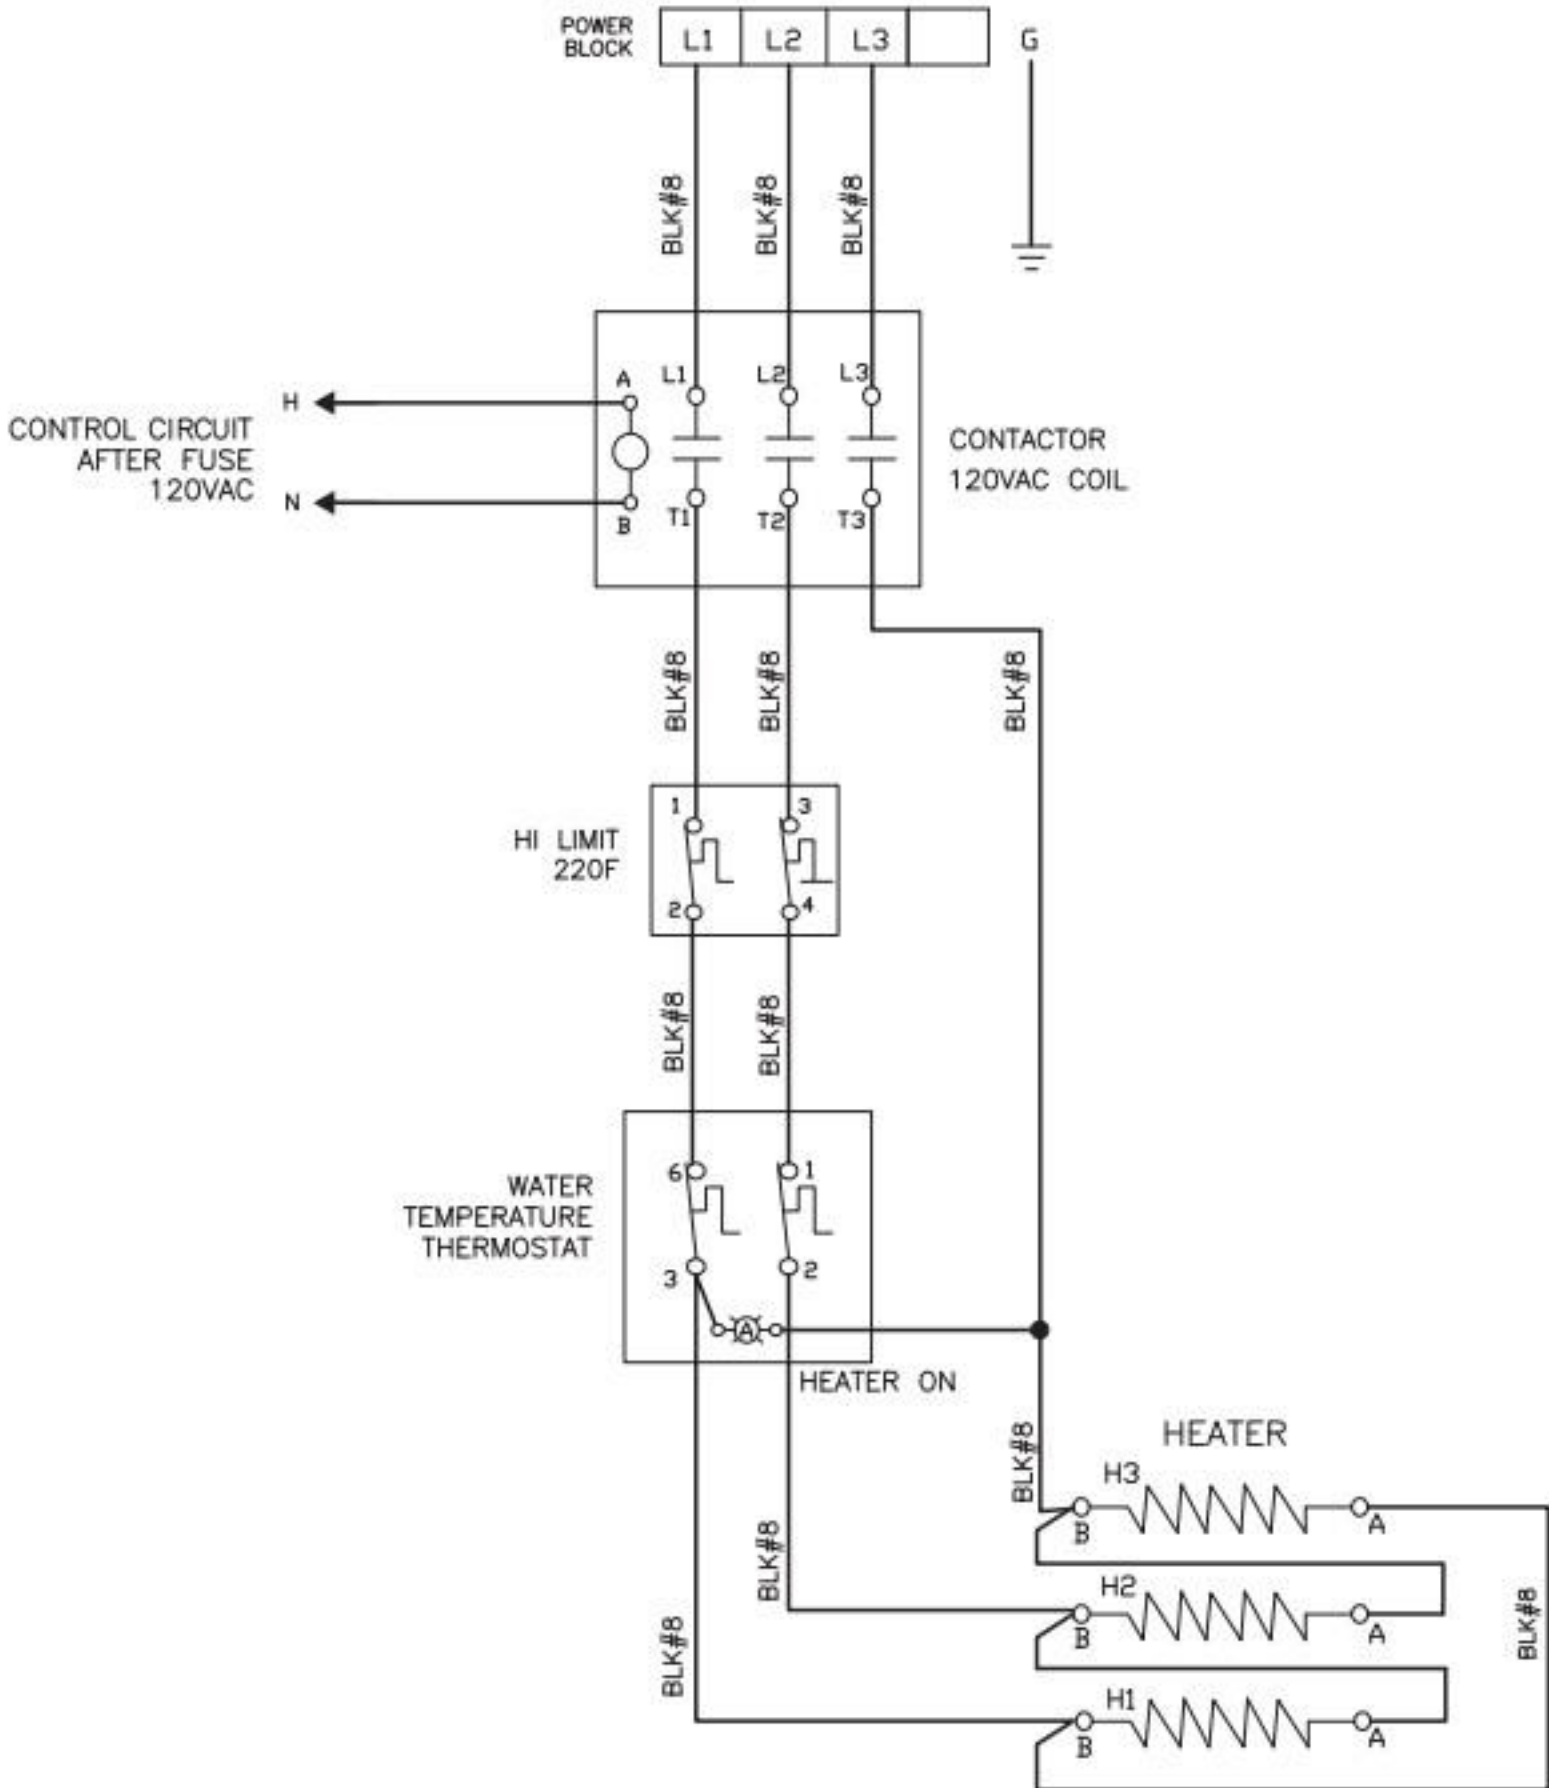 POWER
BLOCK
L1 L2 L3
G
BLK#8 BLK#8 BLK#8
A L1 L2 L3
H
CONTROL CIRCUIT
AFTER FUSE
120VAC
CONTACTOR
120VAC COIL
N
B T1 T2 T3
BLK#8 BLK#8 BLK#8
1 3
HI LIMIT
220F
2 4
BLK#8 BLK#8
6 1
WATER
TEMPERATURE
THERMOSTAT
3 2
A
HEATER ON
HEATER
BLK#8
H3
B A
BLK#8
H2
B A
BLK#8
BLK#8
H1
B A